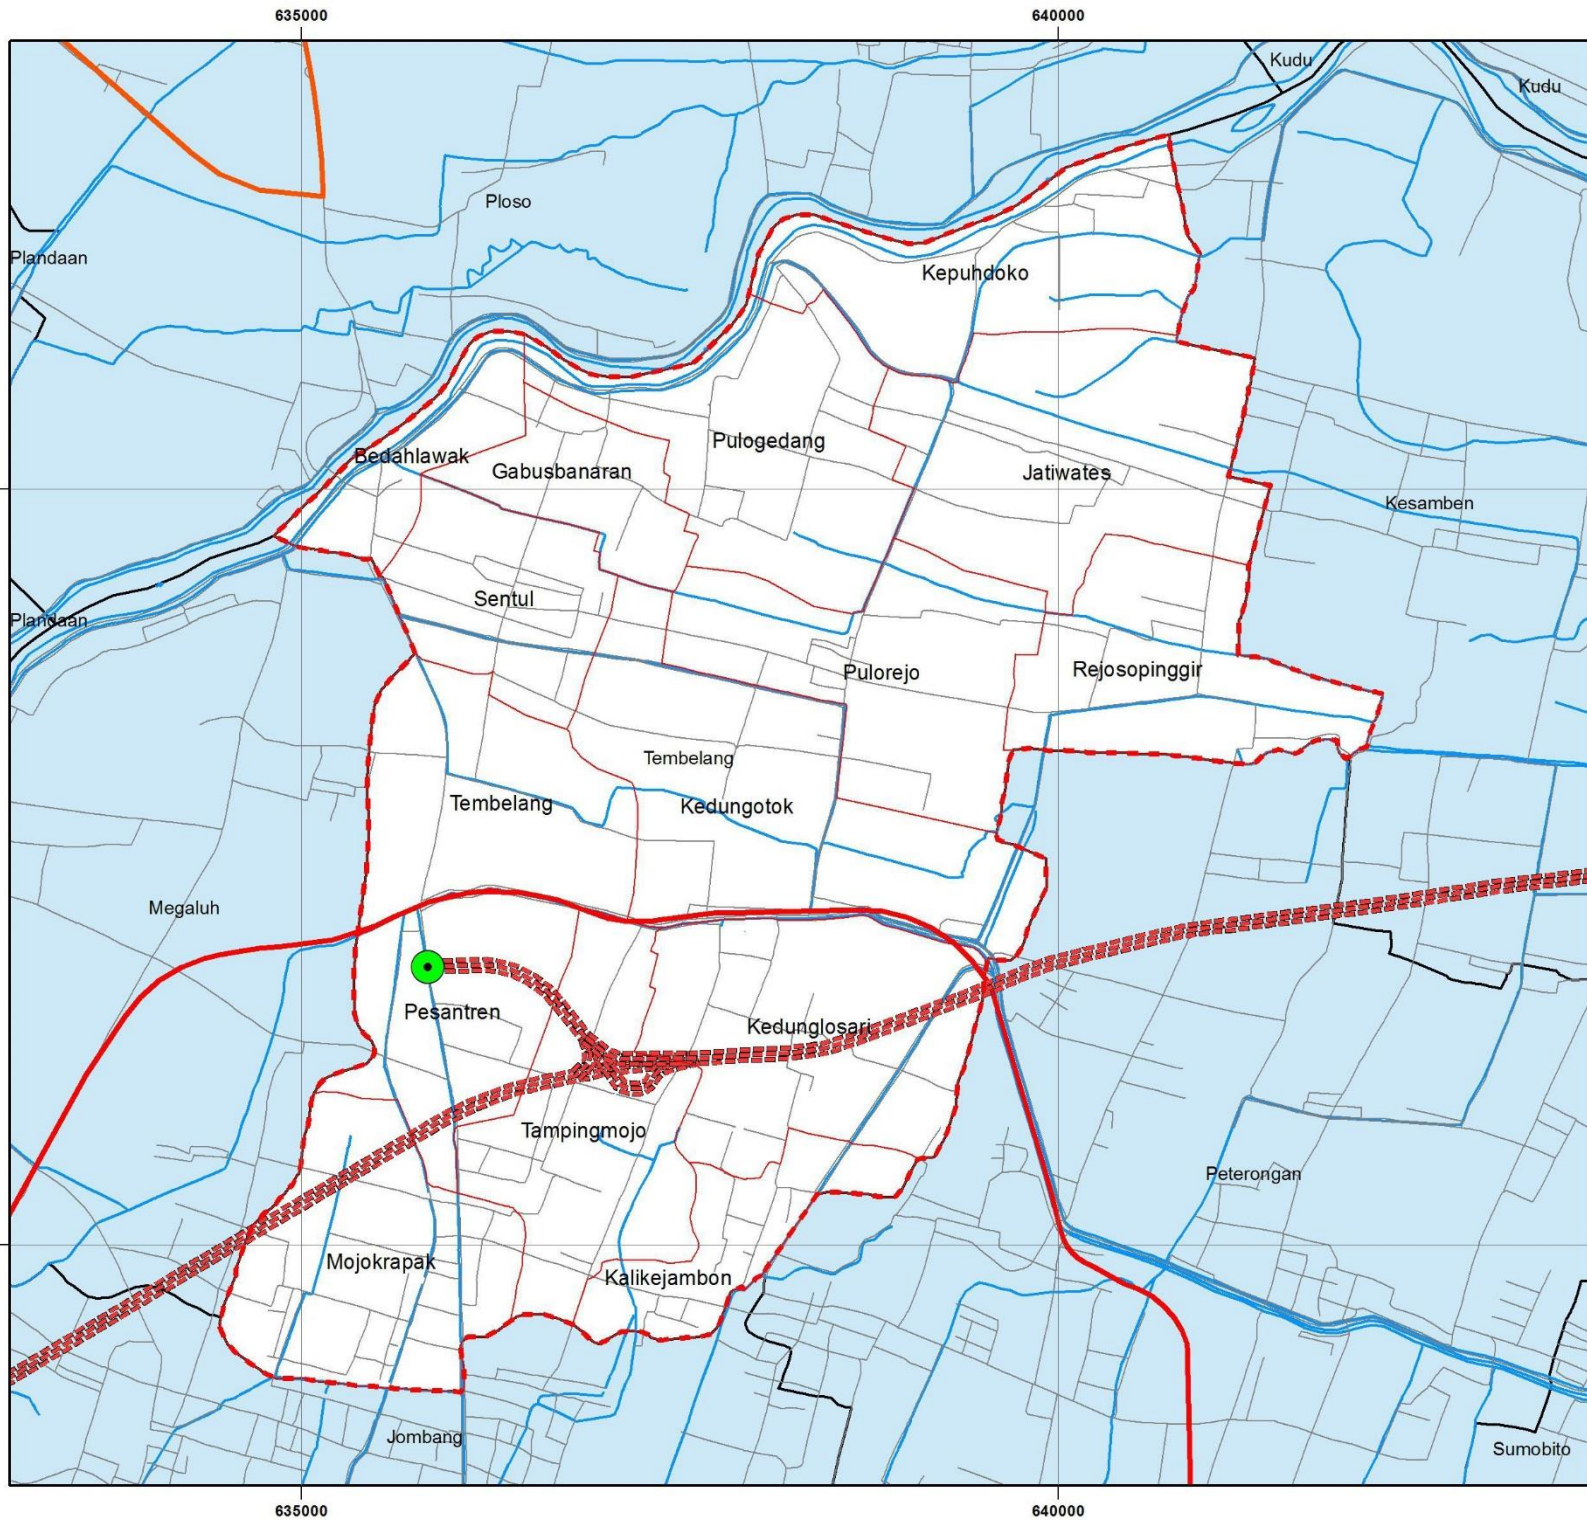 635000
640000
Kudu
Kudu
Ploso
Plandaan
Kepuhdoko
Pulogedang
Bedahlawak
Gabusbanaran
Jatiwates
Kesamben
Sentul
Plandaan
Pulorejo
Rejosopinggir
Tembelang
Tembelang
Kedungotok
Megaluh
Pesantren
Kedunglosari
Tampingmojo
Peterongan
Mojokrapak
Kalikejambon
Jombang
Sumobito
635000
640000